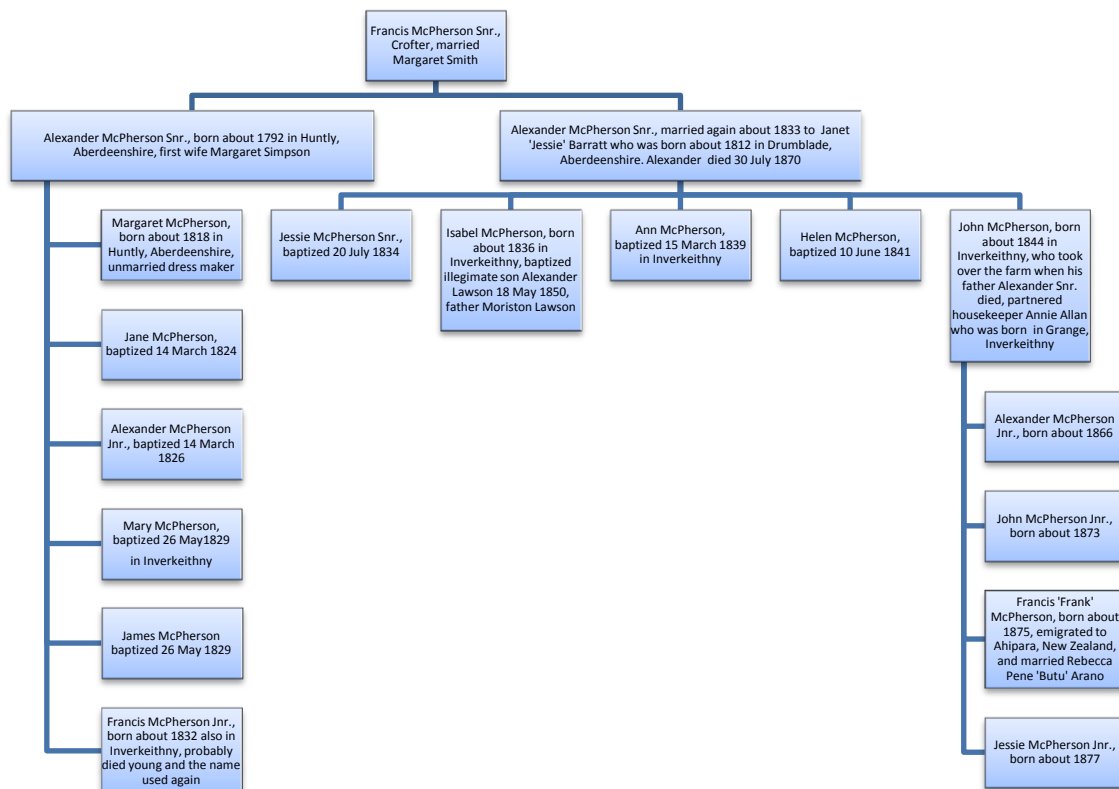 Francis McPherson Snr.,
Crofter, married
Margaret Smith
Alexander McPherson Snr., born about 1792 in Huntly,
Aberdeenshire, first wife Margaret Simpson
Alexander McPherson Snr., married again about 1833 to Janet
'Jessie' Barratt who was born about 1812 in Drumblade,
Aberdeenshire. Alexander died 30 July 1870
Margaret McPherson,
born about 1818 in
Huntly, Aberdeenshire,
unmarried dress maker
Jane McPherson,
baptized 14 March 1824
Alexander McPherson
Jnr., baptized 14 March
1826
Mary McPherson,
baptized 26 May1829
in Inverkeithny
James McPherson
baptized 26 May 1829
Francis McPherson Jnr.,
born about 1832 also in
Inverkeithny, probably
died young and the name
used again
Jessie McPherson Snr.,
baptized 20 July 1834
Isabel McPherson, born
about 1836 in
Inverkeithny, baptized
illegimate son Alexander
Lawson 18 May 1850,
father Moriston Lawson
Ann McPherson,
baptized 15 March 1839
in Inverkeithny
Helen McPherson,
baptized 10 June 1841
John McPherson, born
about 1844 in
Inverkeithny, who took
over the farm when his
father Alexander Snr.
died, partnered
housekeeper Annie Allan
who was born in Grange,
Inverkeithny
Alexander McPherson
Jnr., born about 1866
John McPherson Jnr.,
born about 1873
Francis 'Frank'
McPherson, born about
1875, emigrated to
Ahipara, New Zealand,
and married Rebecca
Pene 'Butu' Arano
Jessie McPherson Jnr.,
born about 1877